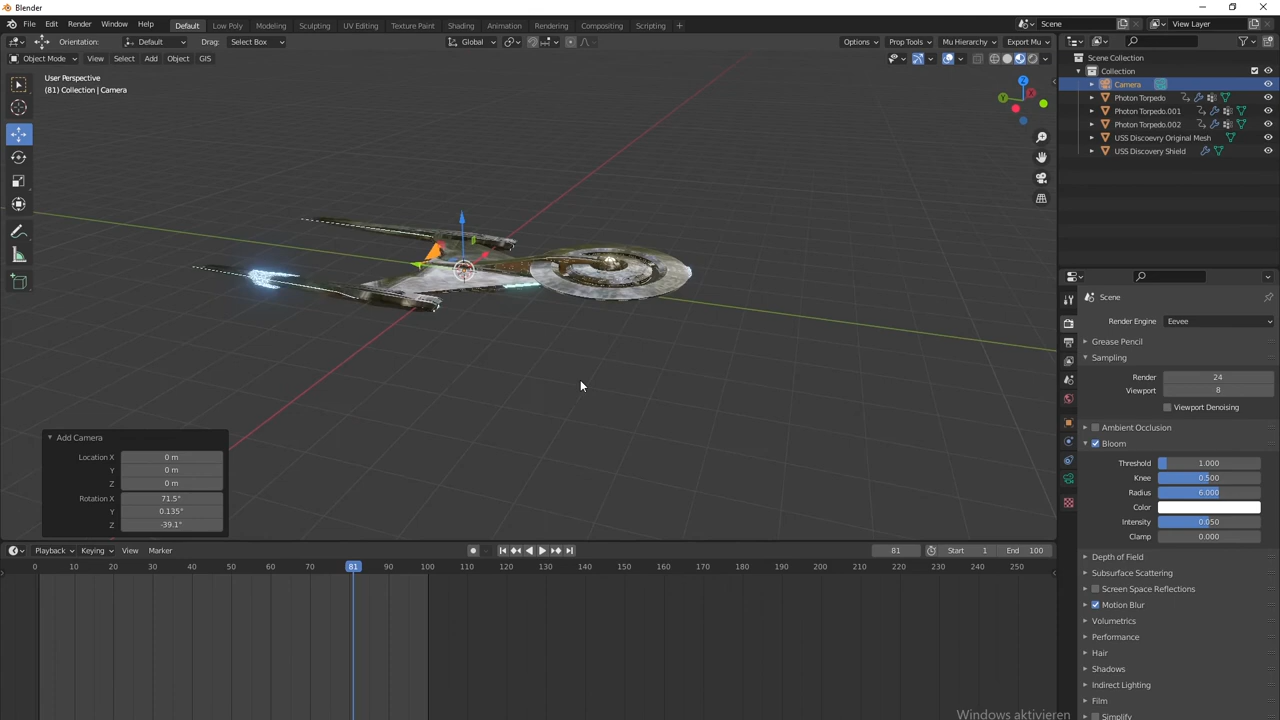 Blender
File Edit Render Window Help Default Low Poly Modeling Sculpting UV Editing Texture Paint Shading Animation Rendering Compositing Scripting + Scene View Layer
Orientation: Default Drag: Select Box Global Options Prop Tools Mu Hierarchy Export Mu
Object Mode View Select Add Object GIS
User Perspective
(81) Collection | Camera
Scene Collection
Collection
Camera
Photon Torpedo
Photon Torpedo.001
Photon Torpedo.002
USS Discoevry Original Mesh
USS Discovery Shield
X
Y
Z
Scene
Render Engine Eevee
Grease Pencil
Sampling
Render 24
Viewport 8
Viewport Denoising
Ambient Occlusion
Bloom
Threshold 1.000
Knee 0.500
Radius 6.000
Color
Intensity 0.050
Clamp 0.000
Depth of Field
Subsurface Scattering
Screen Space Reflections
Motion Blur
Volumetrics
Performance
Hair
Shadows
Indirect Lighting
Film
Simplify
Add Camera
Location X 0 m
Y 0 m
Z 0 m
Rotation X 71.5°
Y 0.135°
Z -39.1°
Playback Keying View Marker 81 Start 1 End 100
0 10 20 30 40 50 60 70 81 90 100 110 120 130 140 150 160 170 180 190 200 210 220 230 240 250
Windows aktivieren